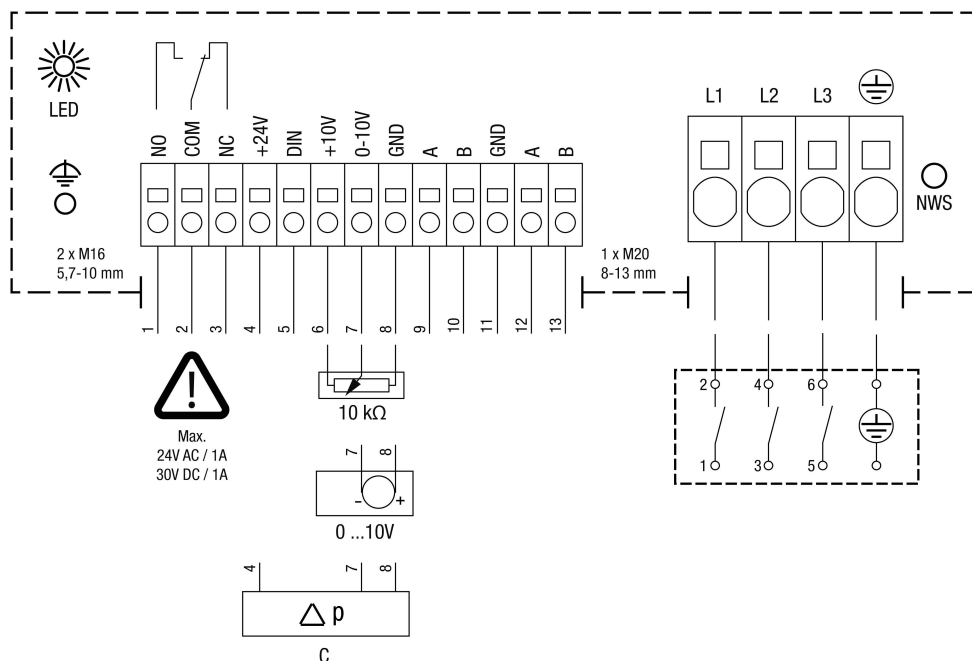 LED
NO
COM
NC
+24V
DIN
+10V
0-10V
GND
A
B
GND
A
B
L1
L2
L3
NWS
2 x M16
5,7-10 mm
1 x M20
8-13 mm
1
2
3
4
5
6
7
8
9
10
11
12
13
!
Max.
24V AC / 1A
30V DC / 1A
10 kΩ
7
8
-
+
0 ...10V
4
7
8
△ p
C
2
4
6
1
3
5